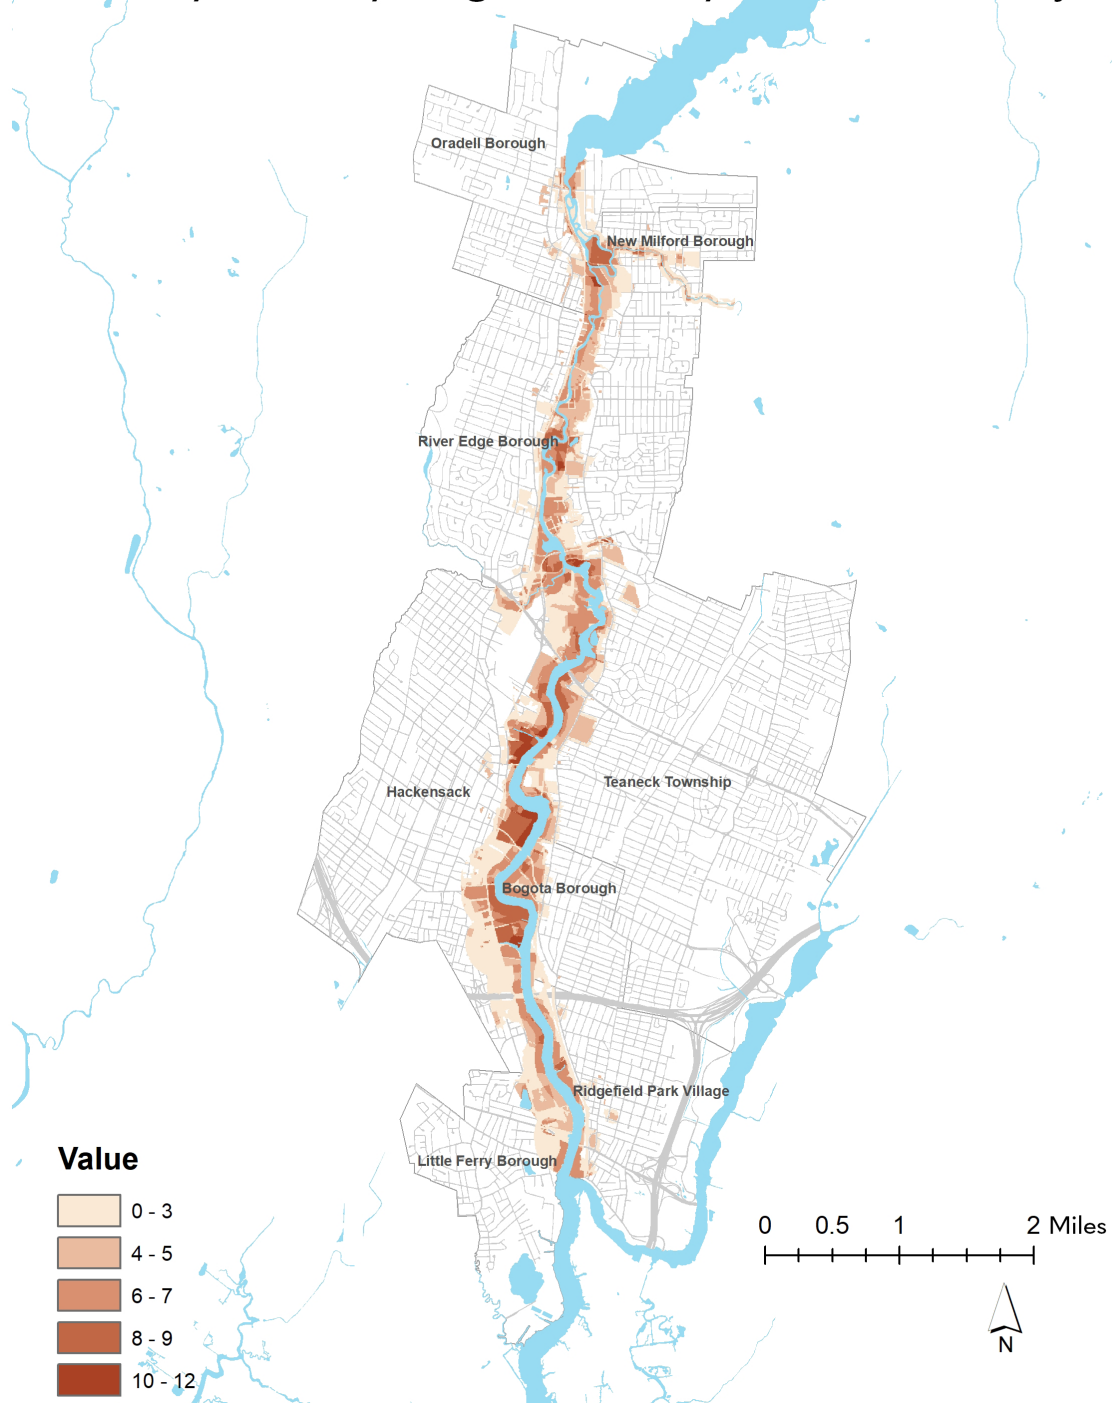 Oradell Borough
New Milford Borough
River Edge Borough
Teaneck Township
Hackensack
Bogota Borough
Ridgefield Park Village
Little Ferry Borough
Value
0 - 3
4 - 5
6 - 7
8 - 9
10 - 12
0 0.5 1 2 Miles
N